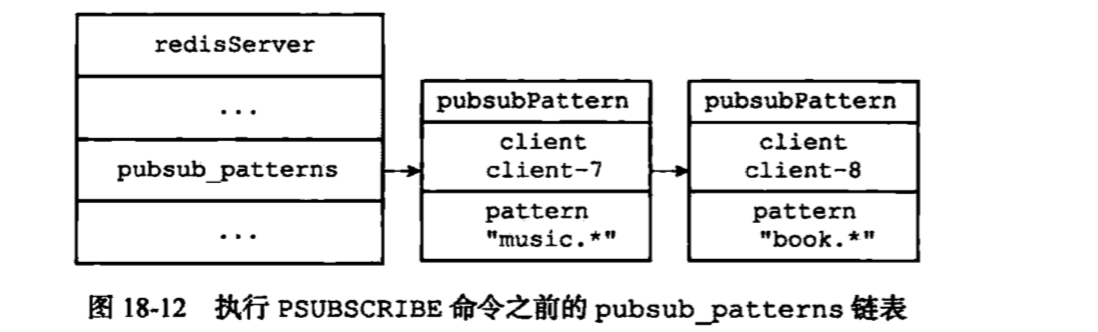 redisServer
...
pubsub_patterns
...
pubsubPattern
client
client-7
pattern
"music.*"
pubsubPattern
client
client-8
pattern
"book.*"
图 18-12 执行 PSUBSCRIBE 命令之前的 pubsub_patterns 链表